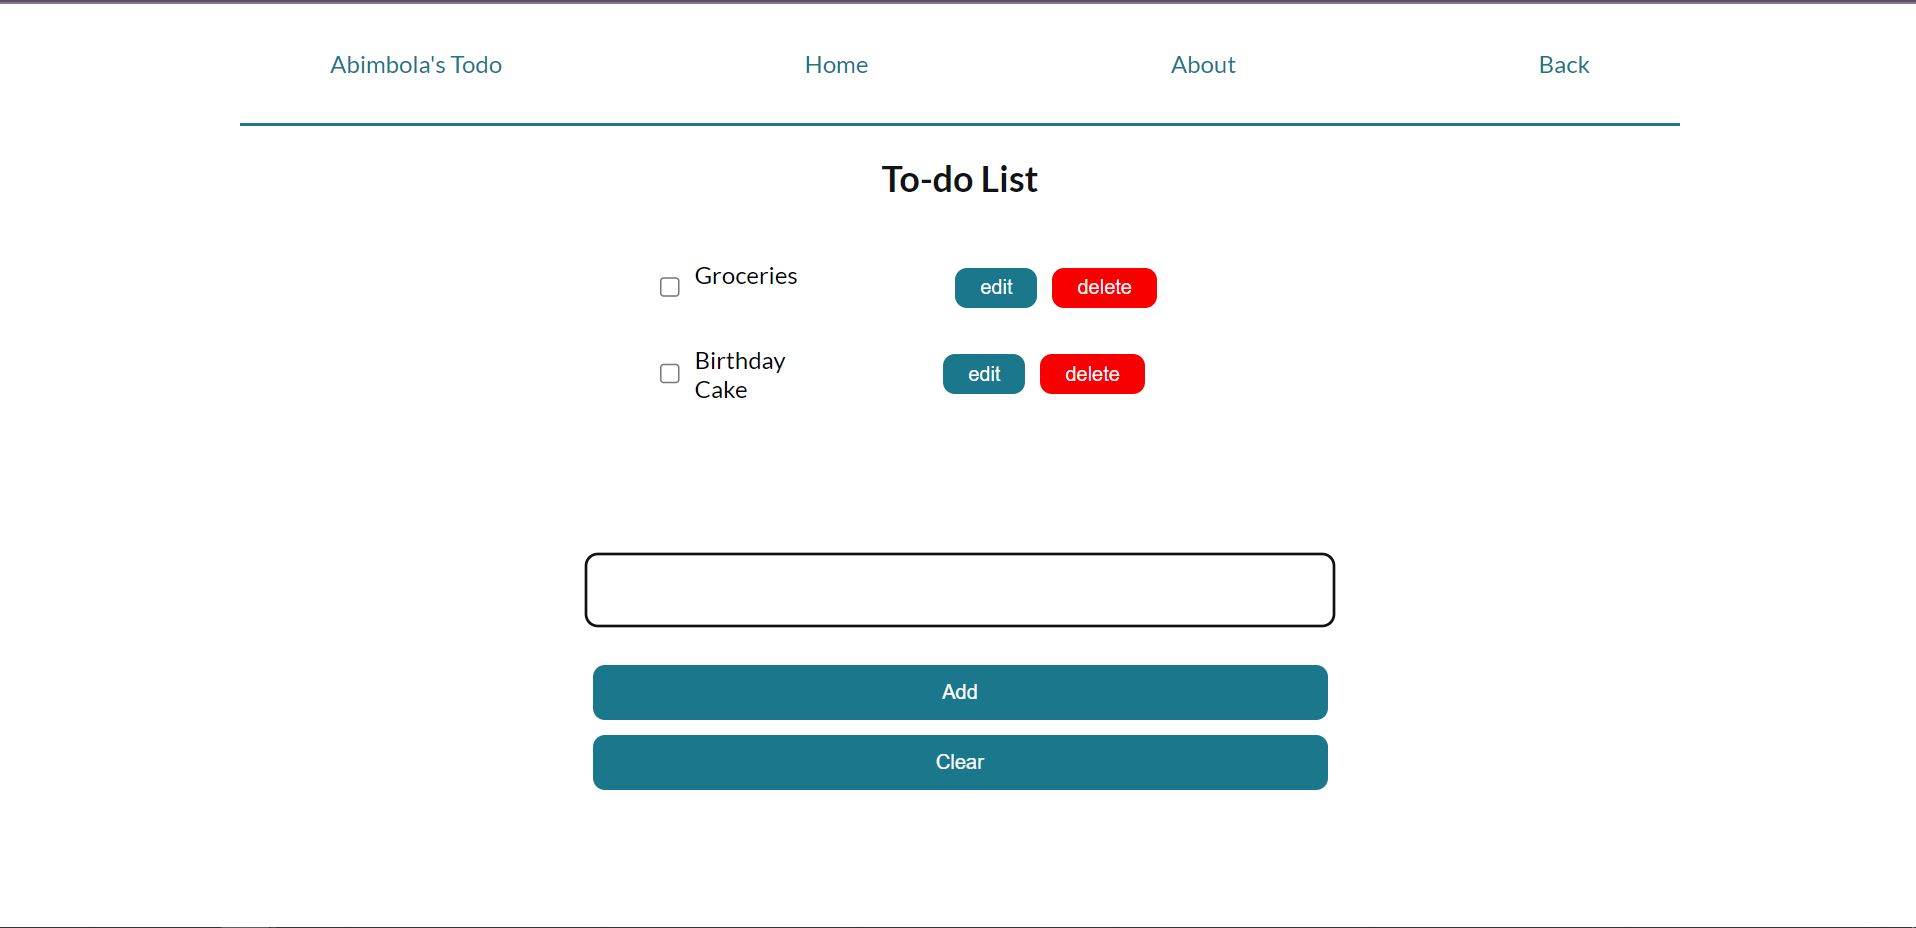 Abimbola's Todo Home About Back
To-do List
Groceries edit delete
Birthday
Cake
edit delete
Add
Clear